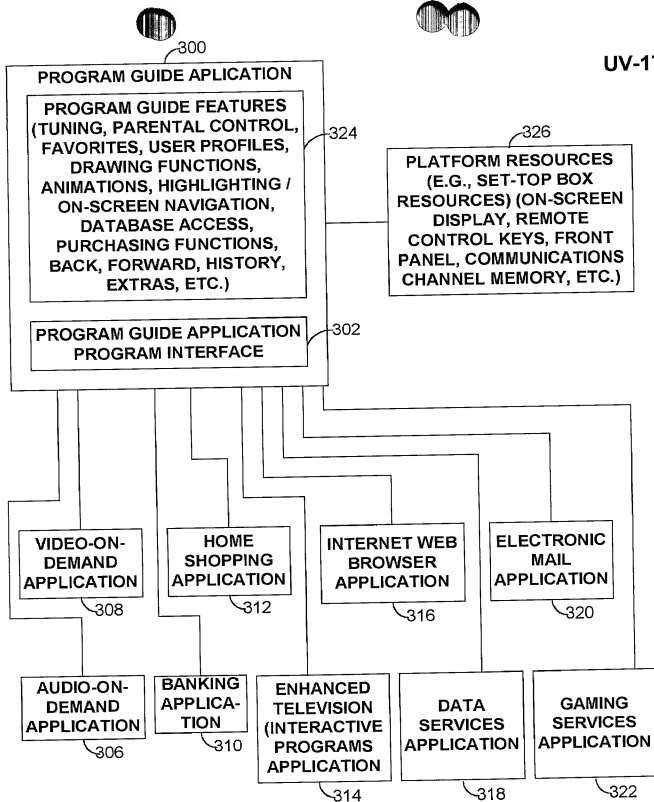 300
UV-17
PROGRAM GUIDE APLICATION
PROGRAM GUIDE FEATURES
(TUNING, PARENTAL CONTROL,
FAVORITES, USER PROFILES,
DRAWING FUNCTIONS,
ANIMATIONS, HIGHLIGHTING /
ON-SCREEN NAVIGATION,
DATABASE ACCESS,
PURCHASING FUNCTIONS,
BACK, FORWARD, HISTORY,
EXTRAS, ETC.)
324
PROGRAM GUIDE APPLICATION
PROGRAM INTERFACE
302
326
PLATFORM RESOURCES
(E.G., SET-TOP BOX
RESOURCES) (ON-SCREEN
DISPLAY, REMOTE
CONTROL KEYS, FRONT
PANEL, COMMUNICATIONS
CHANNEL MEMORY, ETC.)
VIDEO-ON-
DEMAND
APPLICATION
308
HOME
SHOPPING
APPLICATION
312
INTERNET WEB
BROWSER
APPLICATION
316
ELECTRONIC
MAIL
APPLICATION
320
AUDIO-ON-
DEMAND
APPLICATION
306
BANKING
APPLICA-
TION
310
ENHANCED
TELEVISION
(INTERACTIVE
PROGRAMS
APPLICATION
314
DATA
SERVICES
APPLICATION
318
GAMING
SERVICES
APPLICATION
322